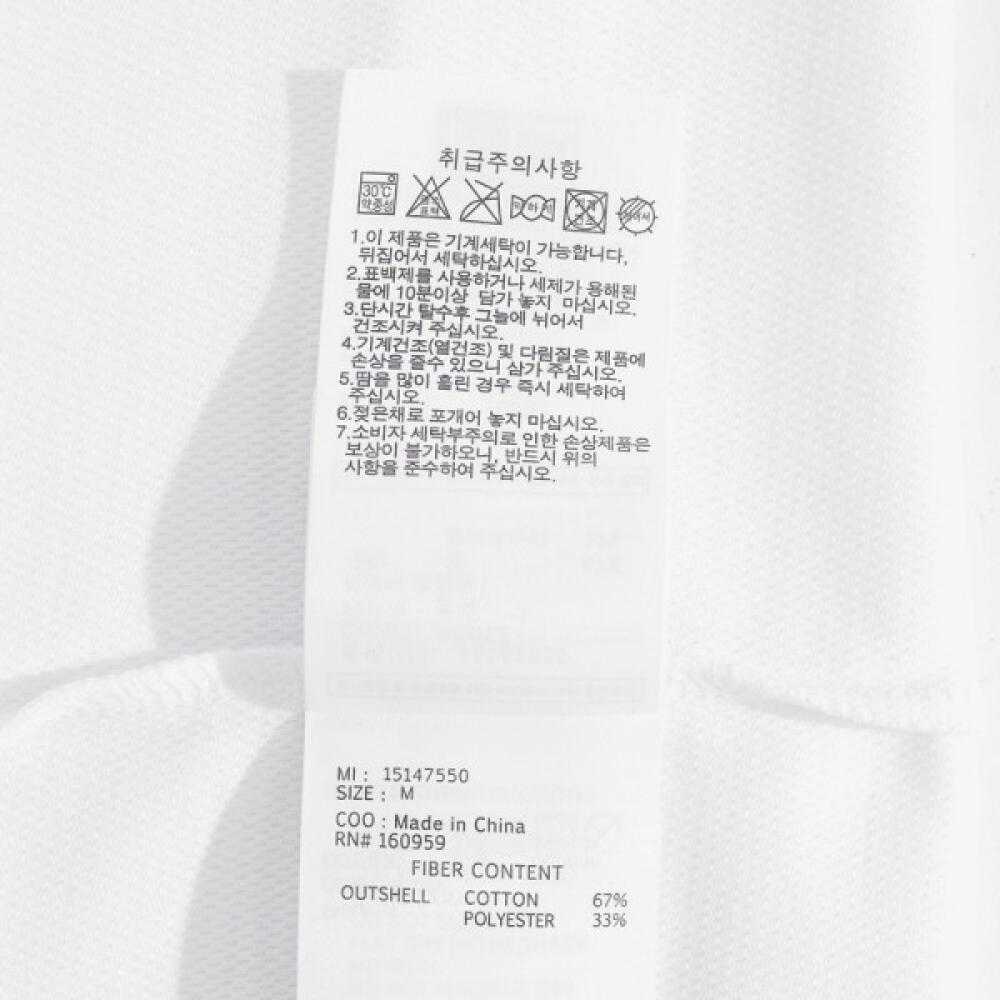 취급주의사항
30℃
약중성
약하게
1.이 제품은 기계세탁이 가능합니다,
뒤집어서 세탁하십시오.
2.표백제를 사용하거나 세제가 용해된
물에 10분이상 담가 놓지 마십시오.
3.단시간 탈수후 그늘에 뉘어서
건조시켜 주십시오.
4.기계건조(열건조) 및 다림질은 제품에
손상을 줄수 있으니 삼가 주십시오.
5.땀을 많이 흘린 경우 즉시 세탁하여
주십시오.
6.젖은채로 포개어 놓지 마십시오.
7.소비자 세탁부주의로 인한 손상제품은
보상이 불가하오니, 반드시 위의
사항을 준수하여 주십시오.
MI : 15147550
SIZE : M
COO : Made in China
RN# 160959
FIBER CONTENT
OUTSHELL COTTON 67%
POLYESTER 33%